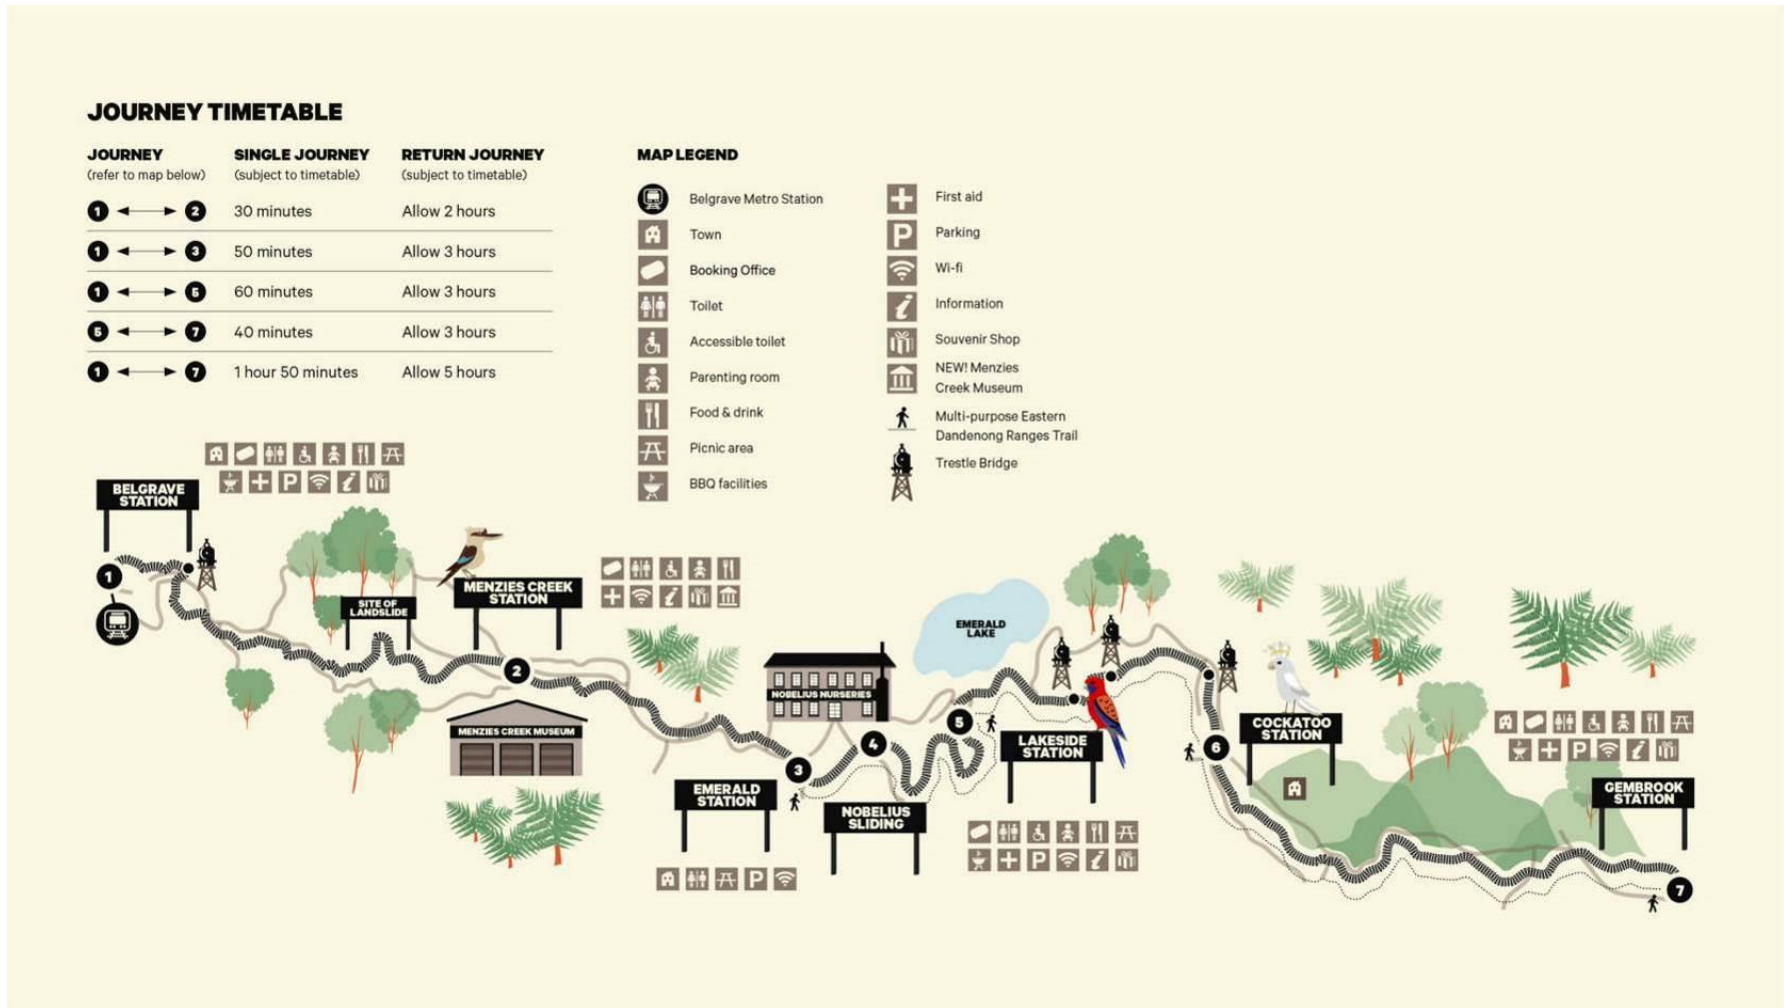 JOURNEY TIMETABLE
JOURNEY
(refer to map below)
SINGLE JOURNEY
(subject to timetable)
RETURN JOURNEY
(subject to timetable)
1 2 30 minutes Allow 2 hours
1 3 50 minutes Allow 3 hours
1 5 60 minutes Allow 3 hours
5 7 40 minutes Allow 3 hours
1 7 1 hour 50 minutes Allow 5 hours
MAP LEGEND
Belgrave Metro Station
Town
Booking Office
Toilet
Accessible toilet
Parenting room
Food & drink
Picnic area
BBQ facilities
First aid
P Parking
Wi-fi
i Information
Souvenir Shop
NEW! Menzies
Creek Museum
Multi-purpose Eastern
Dandenong Ranges Trail
Trestle Bridge
BELGRAVE
STATION
P i
1
SITE OF
LANDSLIDE
MENZIES CREEK
STATION
i
2
MENZIES CREEK MUSEUM
NOBELIUS NURSERIES
3
EMERALD
STATION
P
4
NOBELIUS
SLIDING
EMERALD
LAKE
5
LAKESIDE
STATION
P i
6
COCKATOO
STATION
P i
GEMBROOK
STATION
7